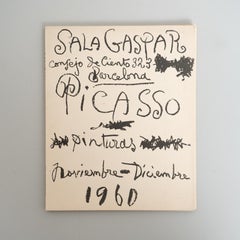 SALA GASPAR
Consejo de Ciento 323
Barcelona
PICASSO
pinturas
Noviembre-Diciembre
1960